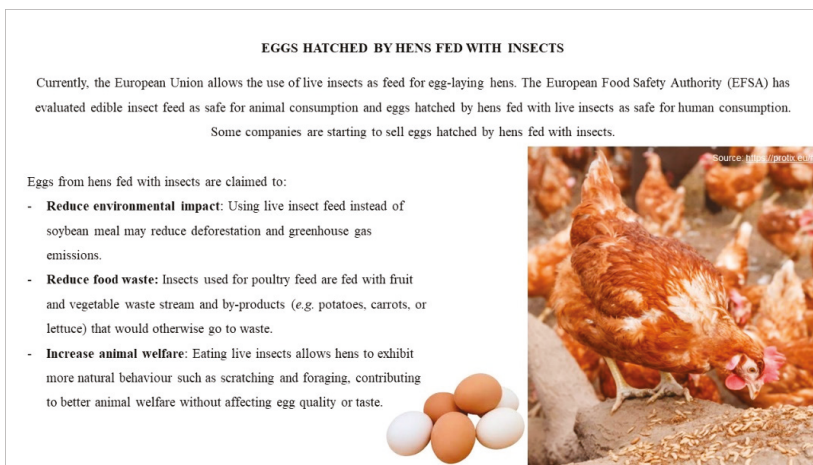 EGGS HATCHED BY HENS FED WITH INSECTS
Currently, the European Union allows the use of live insects as feed for egg-laying hens. The European Food Safety Authority (EFSA) has
evaluated edible insect feed as safe for animal consumption and eggs hatched by hens fed with live insects as safe for human consumption.
Some companies are starting to sell eggs hatched by hens fed with insects.
Source: https://protix.eu/
Eggs from hens fed with insects are claimed to:
- Reduce environmental impact: Using live insect feed instead of
soybean meal may reduce deforestation and greenhouse gas
emissions.
- Reduce food waste: Insects used for poultry feed are fed with fruit
and vegetable waste stream and by-products (e.g. potatoes, carrots, or
lettuce) that would otherwise go to waste.
- Increase animal welfare: Eating live insects allows hens to exhibit
more natural behaviour such as scratching and foraging, contributing
to better animal welfare without affecting egg quality or taste.